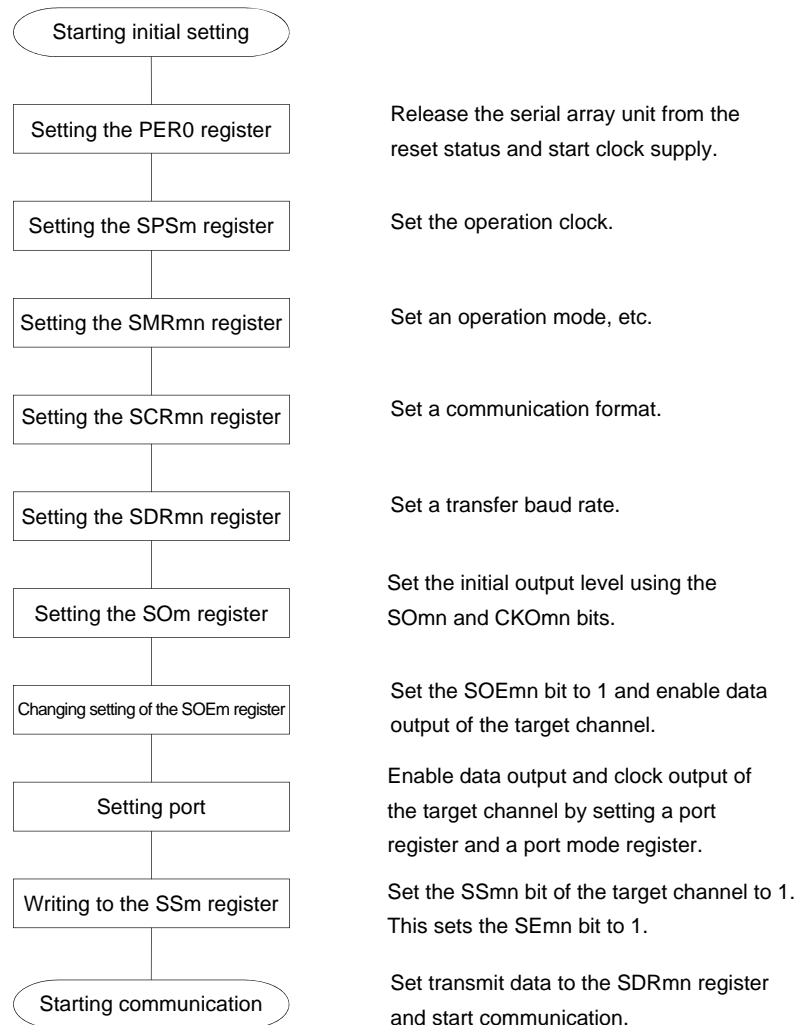 Starting initial setting
Setting the PER0 register
Release the serial array unit from the
reset status and start clock supply.
Setting the SPSm register
Set the operation clock.
Setting the SMRmn register
Set an operation mode, etc.
Setting the SCRmn register
Set a communication format.
Setting the SDRmn register
Set a transfer baud rate.
Setting the SOm register
Set the initial output level using the
SOmn and CKOmn bits.
Changing setting of the SOEm register
Set the SOEmn bit to 1 and enable data
output of the target channel.
Setting port
Enable data output and clock output of
the target channel by setting a port
register and a port mode register.
Writing to the SSm register
Set the SSmn bit of the target channel to 1.
This sets the SEmn bit to 1.
Starting communication
Set transmit data to the SDRmn register
and start communication.